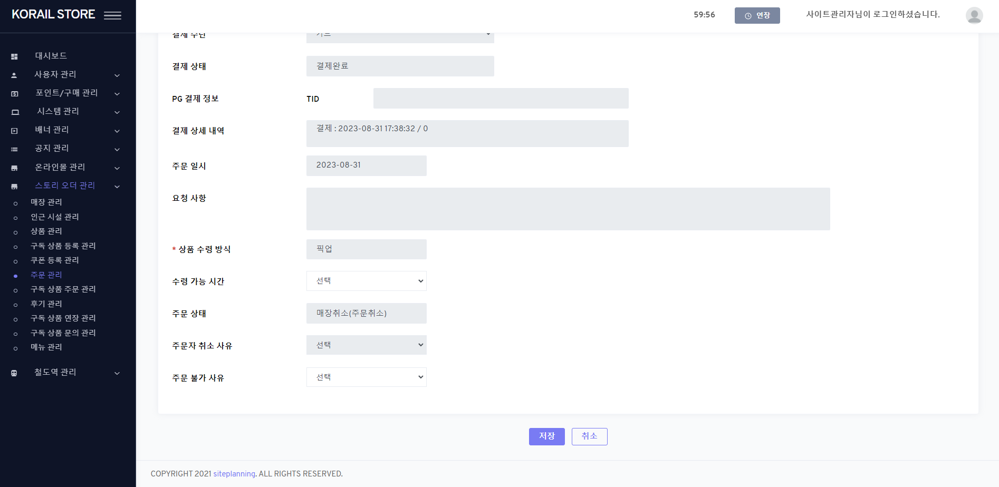 KORAIL STORE
59:56
연장
사이트관리자님이 로그인하셨습니다.
대시보드
사용자 관리
포인트/구매 관리
시스템 관리
배너 관리
공지 관리
온라인몰 관리
스토리 오더 관리
매장 관리
인근 시설 관리
상품 관리
구독 상품 등록 관리
쿠폰 등록 관리
주문 관리
구독 상품 주문 관리
후기 관리
구독 상품 연장 관리
구독 상품 문의 관리
메뉴 관리
철도역 관리
결제 수단 카드
결제 상태 결제완료
PG 결제 정보 TID
결제 상세 내역 결제 : 2023-08-31 17:38:32 / 0
주문 일시 2023-08-31
요청 사항
* 상품 수령 방식 픽업
수령 가능 시간 선택
주문 상태 매장취소(주문취소)
주문자 취소 사유 선택
주문 불가 사유 선택
저장 취소
COPYRIGHT 2021 siteplanning. ALL RIGHTS RESERVED.